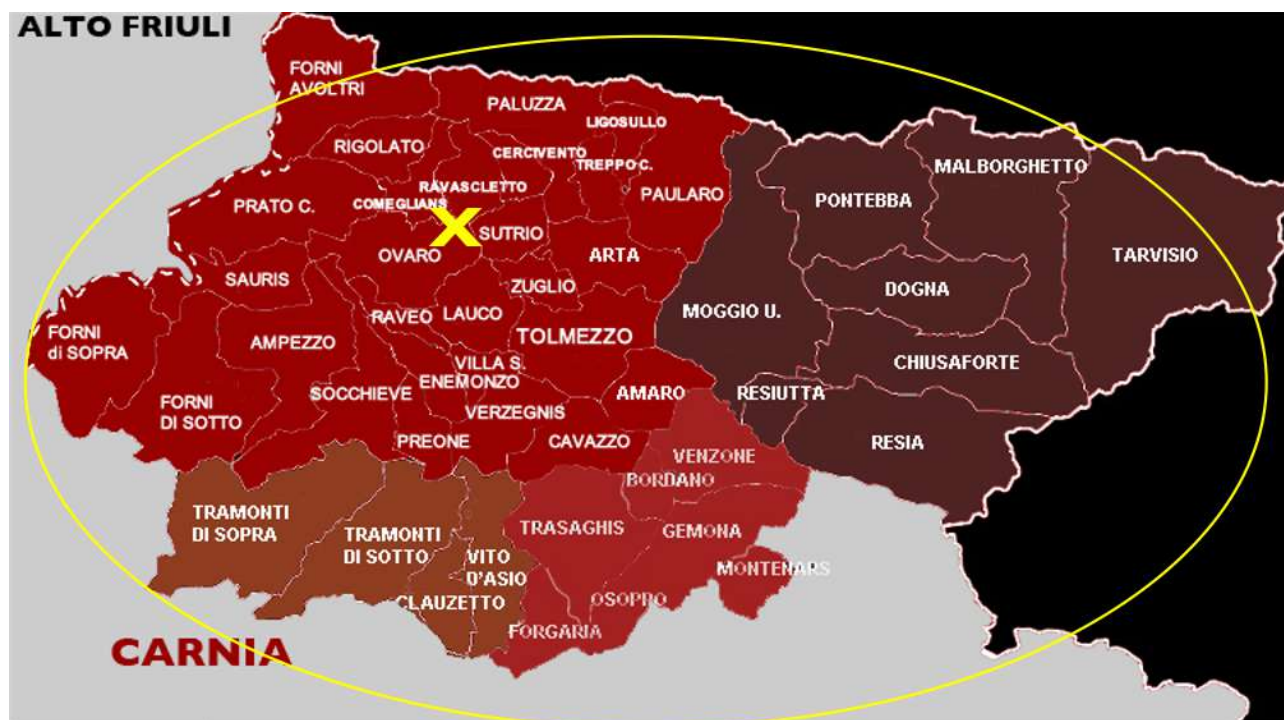 ALTO FRIULI
FORNI
AVOLTRI
PALUZZA
LIGOSULLO
RIGOLATO
CERCIVENTO
TREPPO C.
MALBORGHETTO
RAVASCLETTO
PAULARO
PRATO C.
COMEGLIANS
PONTEBBA
X
SUTRIO
OVARO
ARTA
TARVISIO
SAURIS
ZUGLIO
DOGNA
RAVEO
LAUCO
MOGGIO U.
FORNI
di SOPRA
AMPEZZO
TOLMEZZO
VILLA S.
CHIUSAFORTE
ENEMONZO
SOCCHIEVE
AMARO
RESIUTTA
FORNI
DI SOTTO
VERZEGNIS
PREONE
CAVAZZO
RESIA
VENZONE
BORDANO
TRAMONTI
DI SOPRA
TRAMONTI
DI SOTTO
TRASAGHIS
GEMONA
VITO
D'ASIO
MONTENARS
CLAUZETTO
OSOPPO
FORGARIA
CARNIA